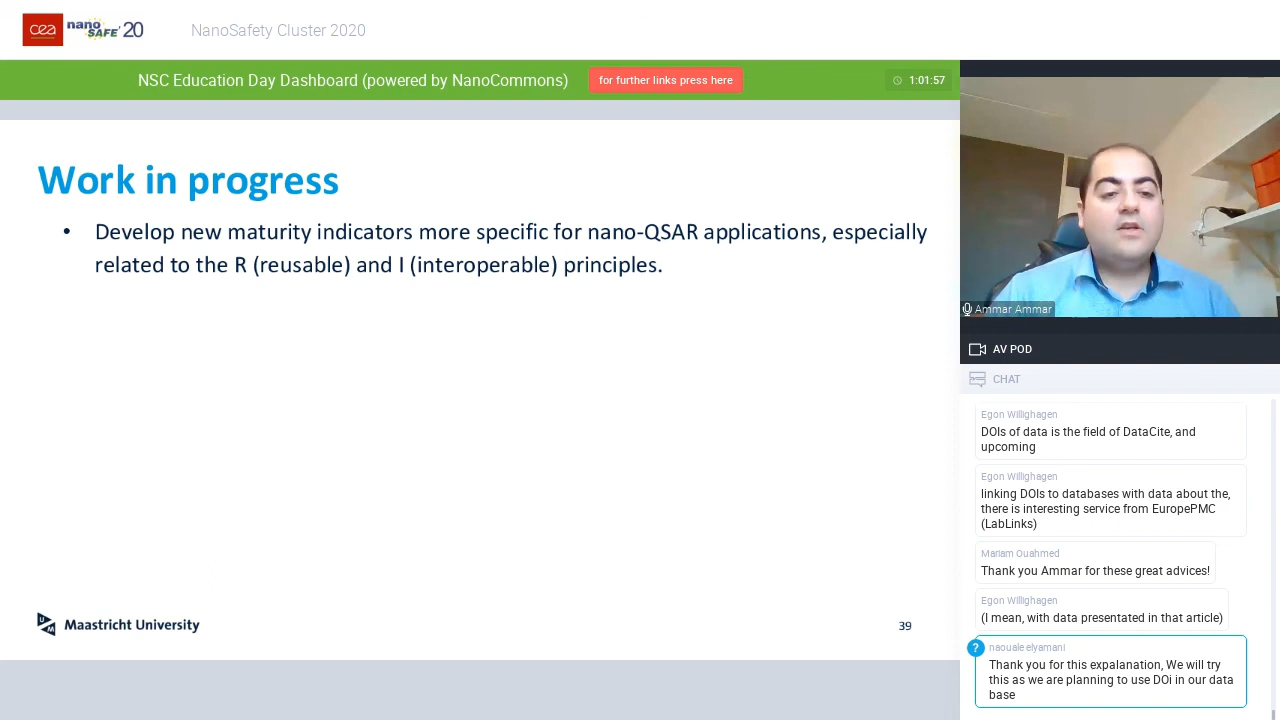 cea nano SAFE' 20
NanoSafety Cluster 2020
NSC Education Day Dashboard (powered by NanoCommons)
for further links press here
1:01:57
Work in progress
• Develop new maturity indicators more specific for nano-QSAR applications, especially
related to the R (reusable) and I (interoperable) principles.
Maastricht University
39
Ammar Ammar
AV POD
CHAT
Egon Willighagen
DOIs of data is the field of DataCite, and
upcoming
Egon Willighagen
linking DOIs to databases with data about the,
there is interesting service from EuropePMC
(LabLinks)
Mariam Ouahmed
Thank you Ammar for these great advices!
Egon Willighagen
(I mean, with data presentated in that article)
? naouale elyamani
Thank you for this expalanation, We will try
this as we are planning to use DOi in our data
base